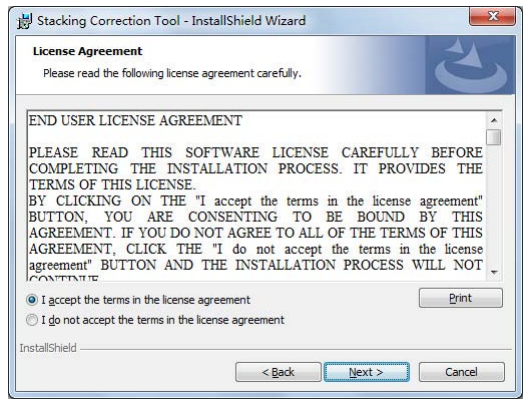 Stacking Correction Tool - InstallShield Wizard
License Agreement
Please read the following license agreement carefully.
END USER LICENSE AGREEMENT
PLEASE READ THIS SOFTWARE LICENSE CAREFULLY BEFORE
COMPLETING THE INSTALLATION PROCESS. IT PROVIDES THE
TERMS OF THIS LICENSE.
BY CLICKING ON THE "I accept the terms in the license agreement"
BUTTON, YOU ARE CONSENTING TO BE BOUND BY THIS
AGREEMENT. IF YOU DO NOT AGREE TO ALL OF THE TERMS OF THIS
AGREEMENT, CLICK THE "I do not accept the terms in the license
agreement" BUTTON AND THE INSTALLATION PROCESS WILL NOT
CONTINUE
I accept the terms in the license agreement
Print
I do not accept the terms in the license agreement
InstallShield
< Back
Next >
Cancel